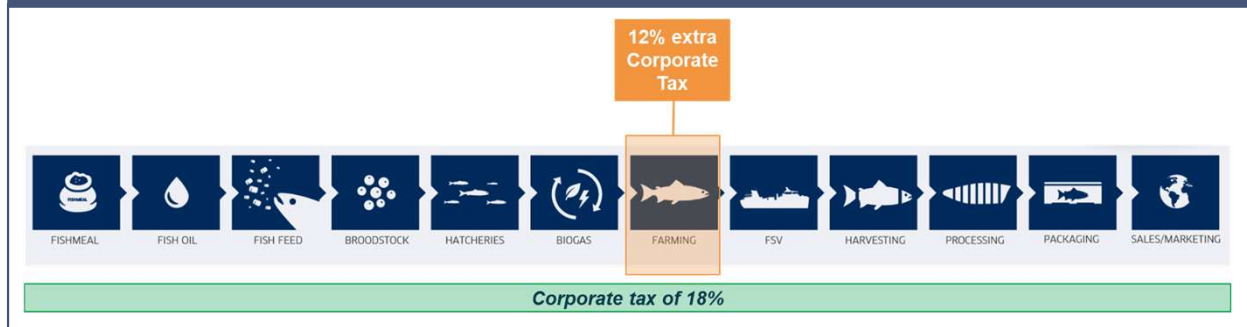 12% extra
Corporate
Tax
FISHMEAL
FISHMEAL
FISH OIL
FISH FEED
BROODSTOCK
HATCHERIES
BIOGAS
FARMING
FSV
HARVESTING
PROCESSING
PACKAGING
SALES/MARKETING
Corporate tax of 18%